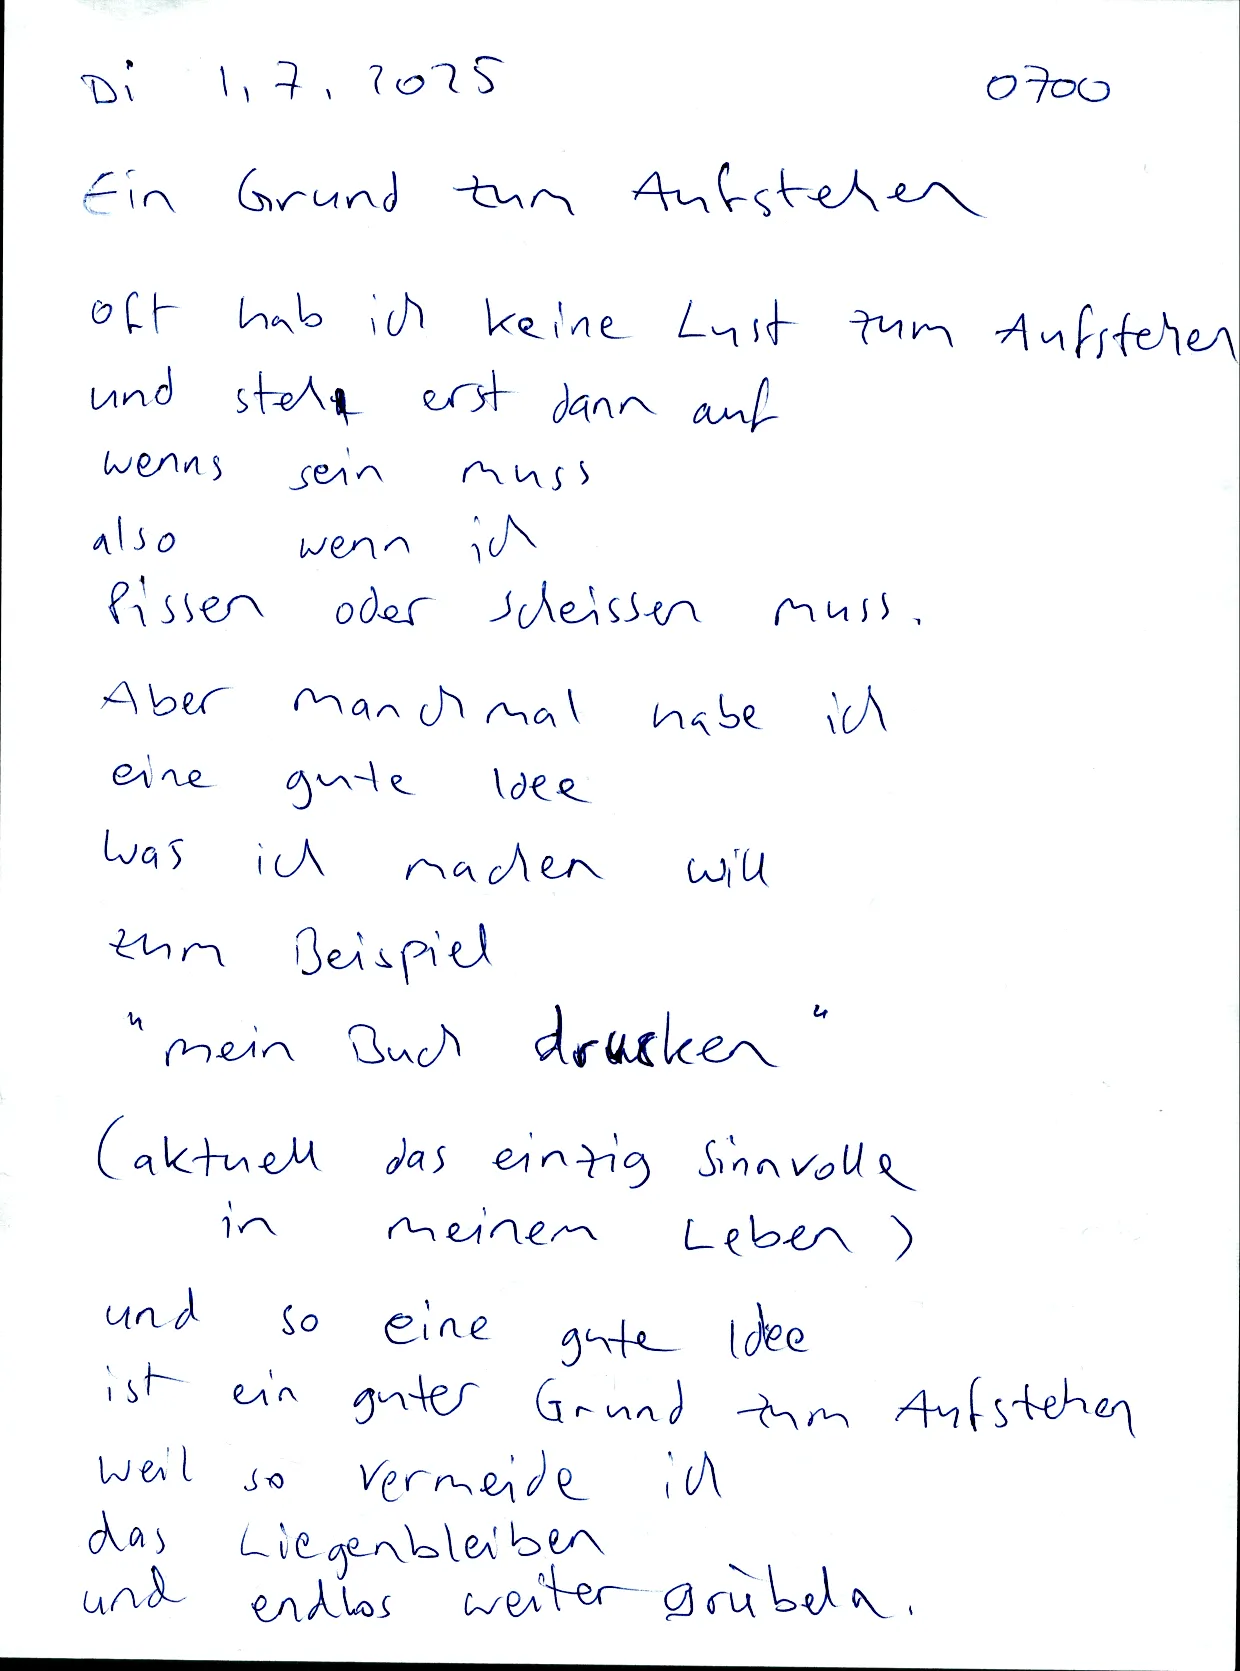 Di 1.7.2025 0700
Ein Grund zum Aufstehen
oft hab ich keine Lust zum Aufstehen
und steh erst dann auf
wenns sein muss
also wenn ich
pissen oder scheissen muss.
Aber manchmal habe ich
eine gute Idee
was ich machen will
zum Beispiel
"mein Buch drucken"
(aktuell das einzig sinnvolle
in meinem Leben)
und so eine gute Idee
ist ein guter Grund zum Aufstehen
weil so vermeide ich
das Liegenbleiben
und endlos weiter grübeln.